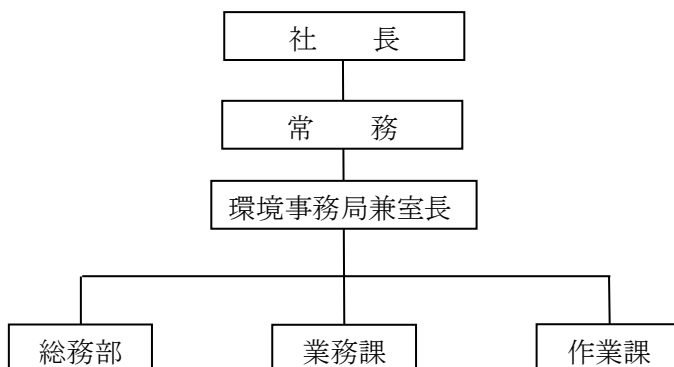 社　　長
常　　務
環境事務局兼室長
総務部　業務課　作業課